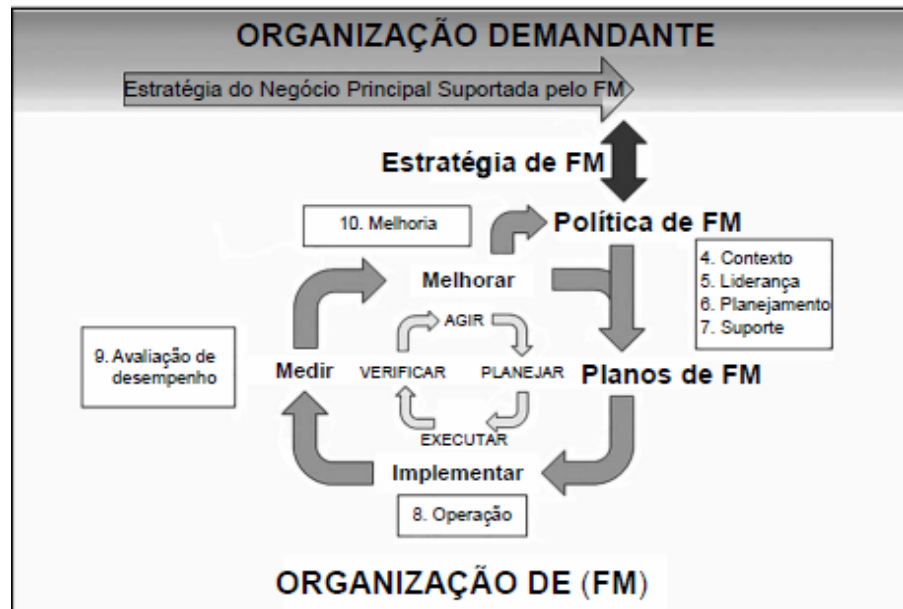 ORGANIZAÇÃO DEMANDANTE
Estratégia do Negócio Principal Suportada pelo FM
Estratégia de FM
10. Melhoria
Política de FM
4. Contexto
5. Liderança
6. Planejamento
7. Suporte
Melhorar
AGIR
9. Avaliação de
desempenho
Medir
VERIFICAR
PLANEJAR
Planos de FM
EXECUTAR
Implementar
8. Operação
ORGANIZAÇÃO DE (FM)